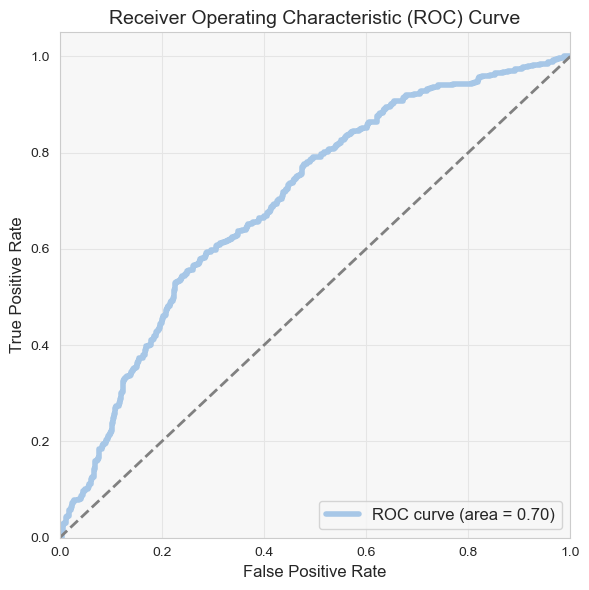 Receiver Operating Characteristic (ROC) Curve
1.0
0.8
0.6
0.4
0.2
0.0
True Positive Rate
ROC curve (area = 0.70)
0.0 0.2 0.4 0.6 0.8 1.0
False Positive Rate